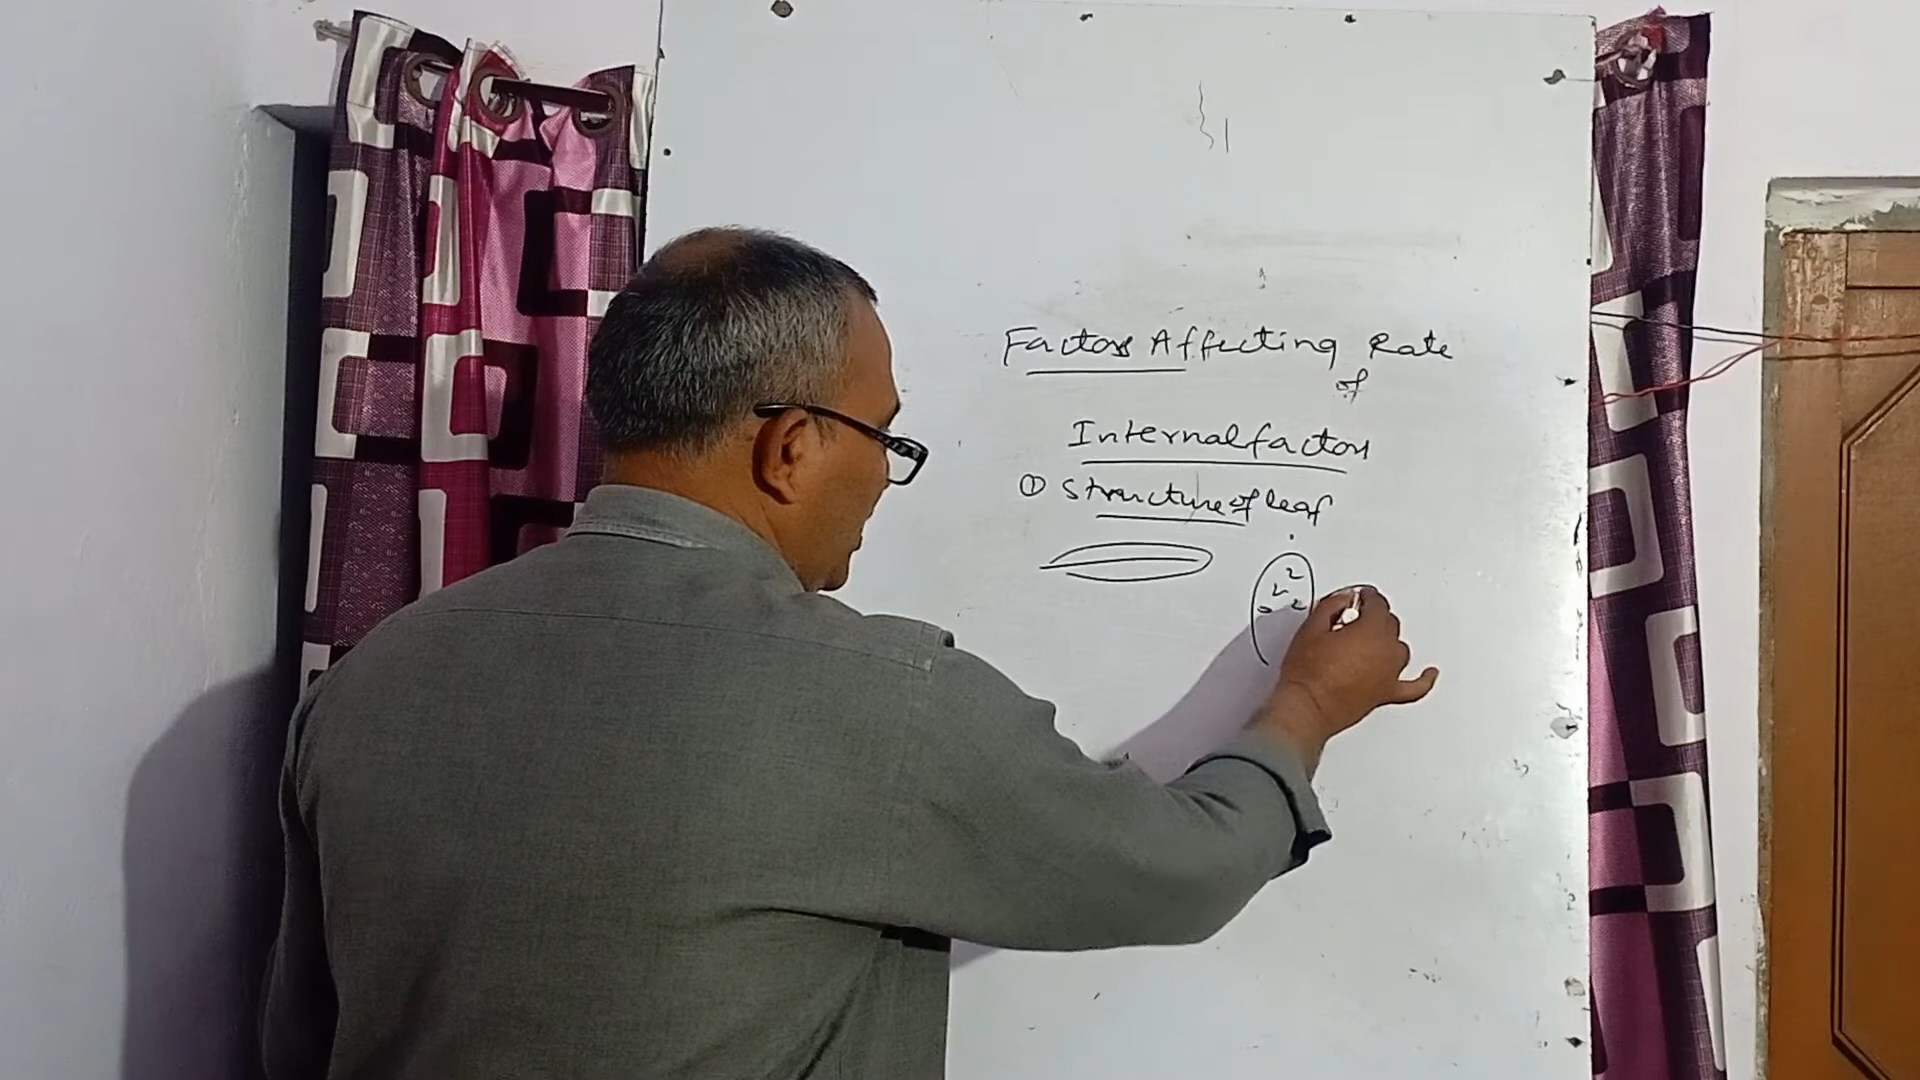 Factors Affecting Rate
of
Internal factors
① Structure of leaf